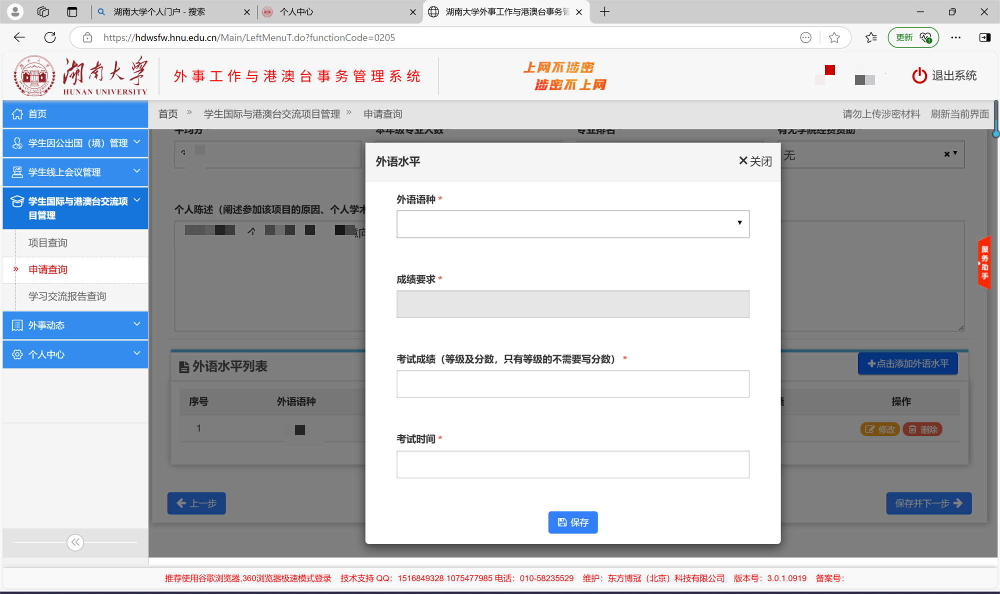 湖南大学个人门户 - 搜索
个人中心
湖南大学外事工作与港澳台事务管
https://hdwsfw.hnu.edu.cn/Main/LeftMenuT.do?functionCode=0205
更新
湖南大学
HUNAN UNIVERSITY
外事工作与港澳台事务管理系统
上网不涉密
涉密不上网
退出系统
首页
学生因公出国（境）管理
学生线上会议管理
学生国际与港澳台交流项
目管理
项目查询
申请查询
学习交流报告查询
外事动态
个人中心
首页 » 学生国际与港澳台交流项目管理 » 申请查询
请勿上传涉密材料 刷新当前界面
平均分 *
本年级专业人数 *
专业排名 *
有无学院经费资助 *
无
个人陈述（阐述参加该项目的原因、个人学术
个
意向
外语水平列表
点击添加外语水平
序号 外语语种 操作
1
修改 删除
上一步
保存并下一步
外语水平
关闭
外语语种 *
成绩要求 *
考试成绩（等级及分数，只有等级的不需要写分数） *
考试时间 *
保存
服务助手
推荐使用谷歌浏览器,360浏览器极速模式登录 技术支持 QQ：1516849328 1075477985 电话：010-58235529 维护：东方博冠（北京）科技有限公司 版本号：3.0.1.0919 备案号：